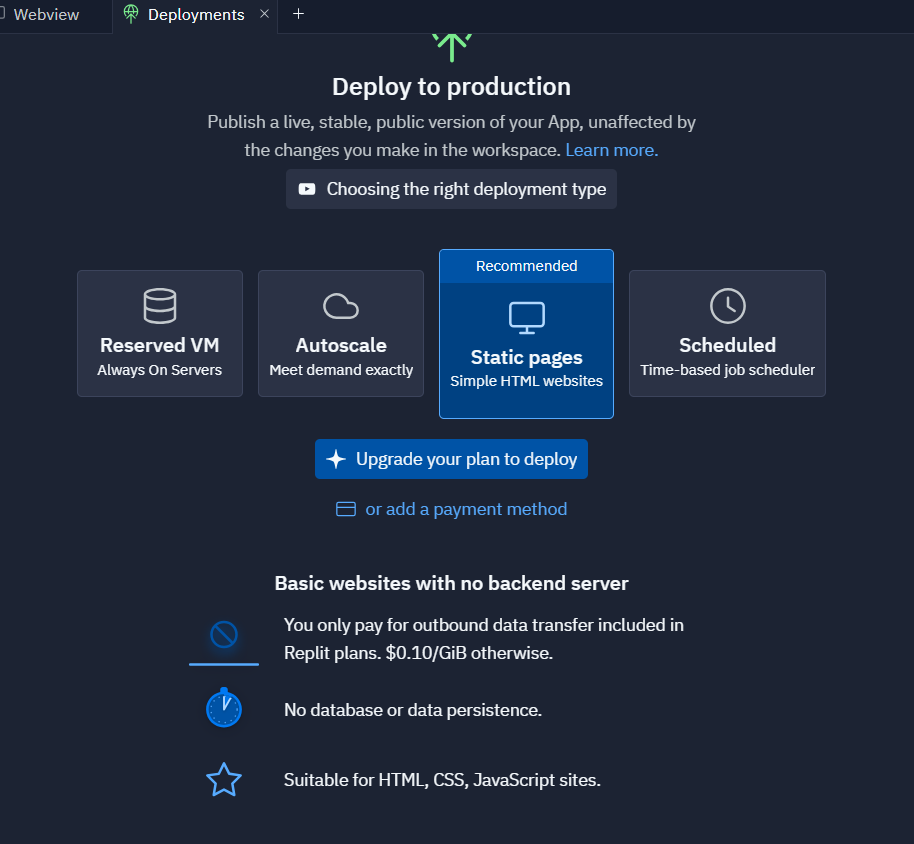 Webview
Deployments
Deploy to production
Publish a live, stable, public version of your App, unaffected by
the changes you make in the workspace. Learn more.
Choosing the right deployment type
Reserved VM
Always On Servers
Autoscale
Meet demand exactly
Recommended
Static pages
Simple HTML websites
Scheduled
Time-based job scheduler
Upgrade your plan to deploy
or add a payment method
Basic websites with no backend server
You only pay for outbound data transfer included in
Replit plans. $0.10/GiB otherwise.
No database or data persistence.
Suitable for HTML, CSS, JavaScript sites.